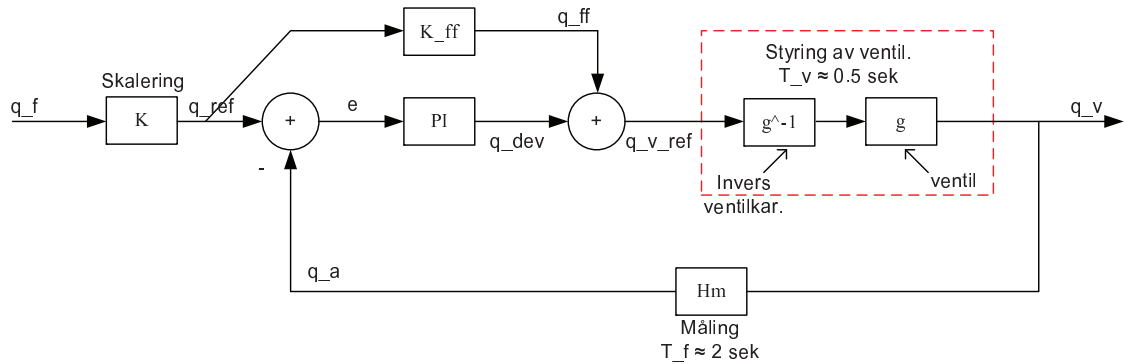 K_ff
q_ff
Styring av ventil.
T_v ≈ 0.5 sek
Skalering
q_f
K
q_ref
+
e
PI
q_dev
+
q_v_ref
g^-1
g
q_v
-
Invers
ventilkar.
ventil
q_a
Hm
Måling
T_f ≈ 2 sek